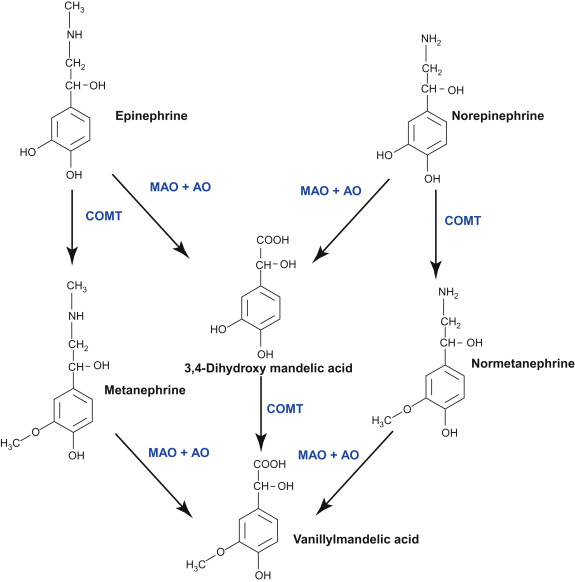 CH3
NH
CH2
CH–OH
HO
OH
Epinephrine
NH2
CH2
CH–OH
HO
OH
Norepinephrine
MAO + AO
MAO + AO
COMT
COMT
COOH
CH–OH
HO
OH
3,4-Dihydroxy mandelic acid
CH3
NH
CH2
CH–OH
O
H3C
OH
Metanephrine
NH2
CH2
CH–OH
O
H3C
OH
Normetanephrine
COMT
MAO + AO
MAO + AO
COOH
CH–OH
O
H3C
OH
Vanillylmandelic acid